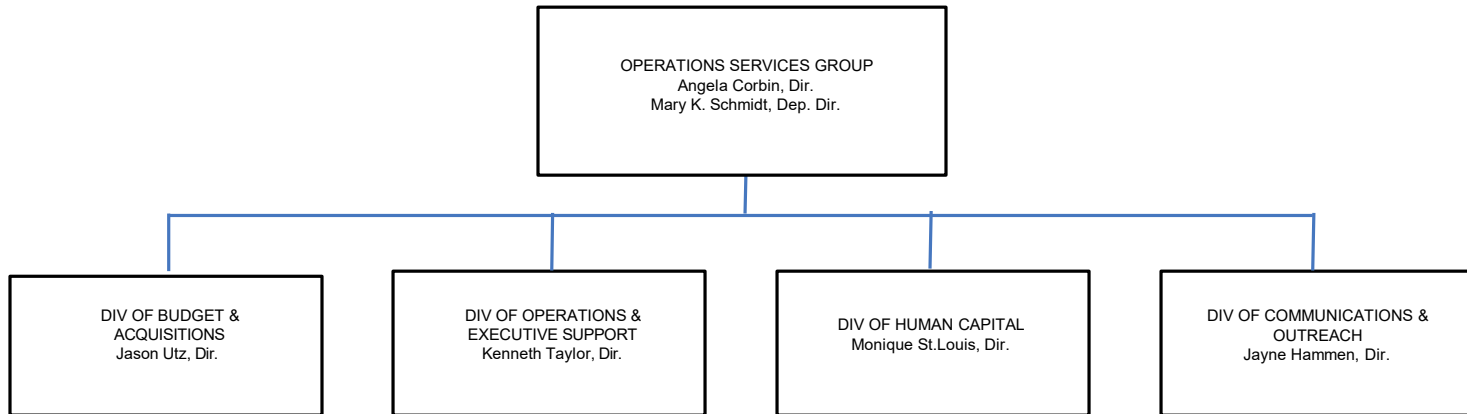 OPERATIONS SERVICES GROUP
Angela Corbin, Dir.
Mary K. Schmidt, Dep. Dir.
DIV OF BUDGET &
ACQUISITIONS
Jason Utz, Dir.
DIV OF OPERATIONS &
EXECUTIVE SUPPORT
Kenneth Taylor, Dir.
DIV OF HUMAN CAPITAL
Monique St.Louis, Dir.
DIV OF COMMUNICATIONS &
OUTREACH
Jayne Hammen, Dir.